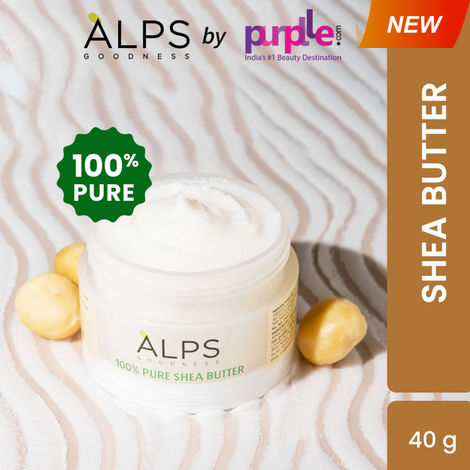 NEW
ALPS by purplle.com
GOODNESS
India's #1 Beauty Destination
100%
PURE
SHEA BUTTER
ALPS
GOODNESS
100% PURE SHEA BUTTER
40 g